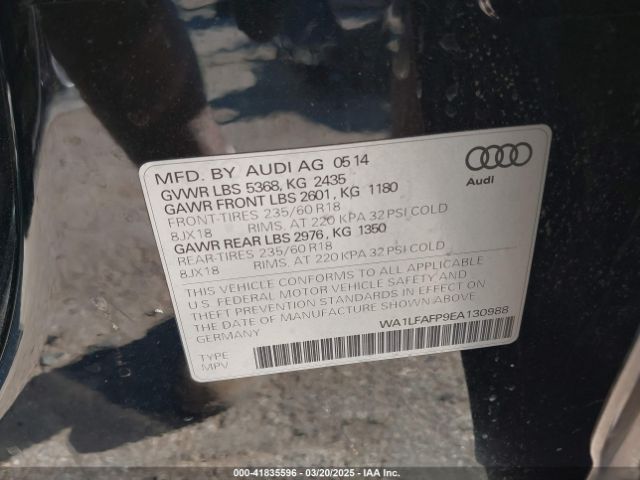 MFD. BY AUDI AG 05 14
GVWR LBS 5368, KG 2435
GAWR FRONT LBS 2601, KG 1180
FRONT-TIRES 235/60 R18
8JX18 RIMS, AT 220 KPA 32 PSI COLD
GAWR REAR LBS 2976, KG 1350
REAR-TIRES 235/60 R18
8JX18 RIMS, AT 220 KPA 32 PSI COLD
THIS VEHICLE CONFORMS TO ALL APPLICABLE
U.S. FEDERAL MOTOR VEHICLE SAFETY AND
THEFT PREVENTION STANDARDS IN EFFECT ON
THE DATE OF MANUFACTURE SHOWN ABOVE
GERMANY
WA1LFAFP9EA130988
TYPE
MPV
Audi
000-41835596 — 03/20/2025 — IAA Inc.